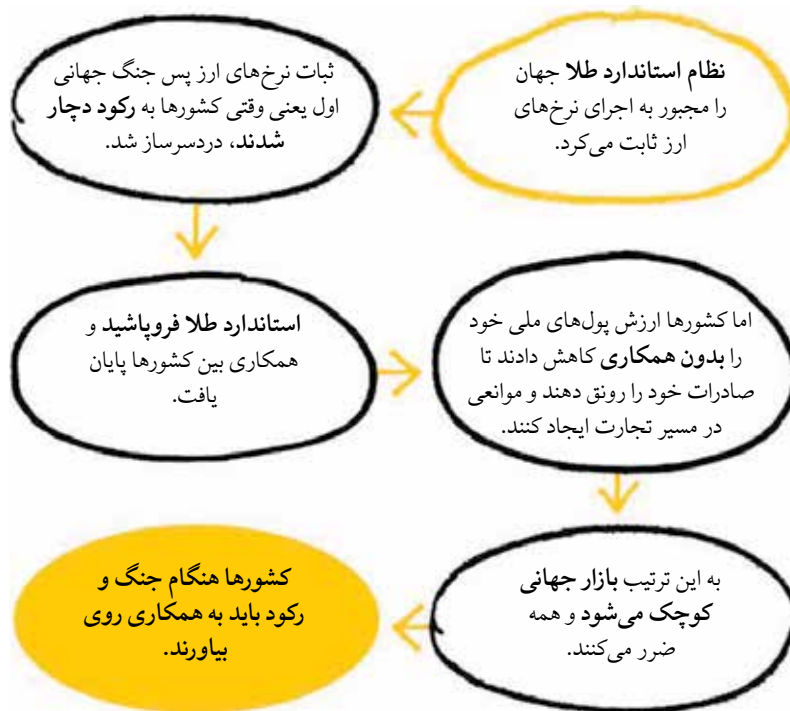 نظام استاندارد طلا جهان
را مجبور به اجرای نرخ‌های
ارز ثابت می‌کرد.
ثبات نرخ‌های ارز پس جنگ جهانی
اول یعنی وقتی کشورها به رکود دچار
شدند، دردسرساز شد.
استاندارد طلا فروپاشید و
همکاری بین کشورها پایان
یافت.
اما کشورها ارزش پول‌های ملی خود
را بدون همکاری کاهش دادند تا
صادرات خود را رونق دهند و موانعی
در مسیر تجارت ایجاد کنند.
به این ترتیب بازار جهانی
کوچک می‌شود و همه
ضرر می‌کنند.
کشورها هنگام جنگ و
رکود باید به همکاری روی
بیاورند.